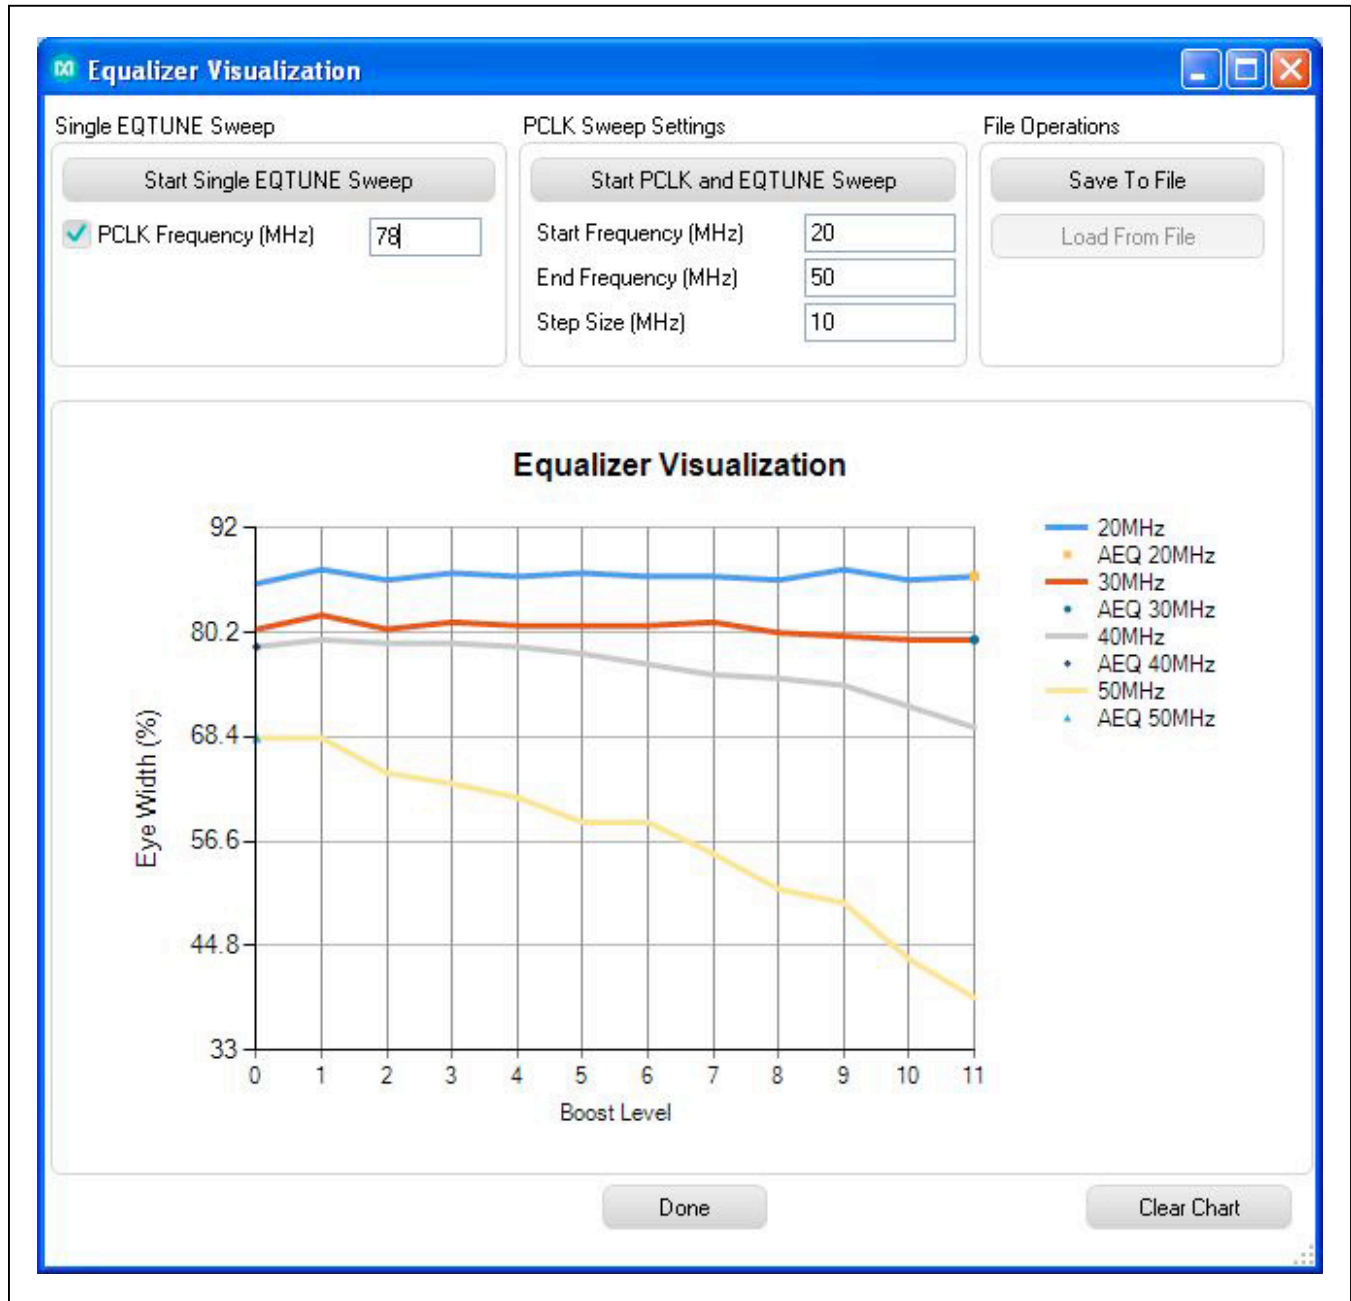 Equalizer Visualization
Single EQTUNE Sweep
Start Single EQTUNE Sweep
PCLK Frequency (MHz) 78
PCLK Sweep Settings
Start PCLK and EQTUNE Sweep
Start Frequency (MHz) 20
End Frequency (MHz) 50
Step Size (MHz) 10
File Operations
Save To File
Load From File
Equalizer Visualization
92
80.2
68.4
56.6
44.8
33
Eye Width (%)
0 1 2 3 4 5 6 7 8 9 10 11
Boost Level
20MHz
AEQ 20MHz
30MHz
AEQ 30MHz
40MHz
AEQ 40MHz
50MHz
AEQ 50MHz
Done
Clear Chart